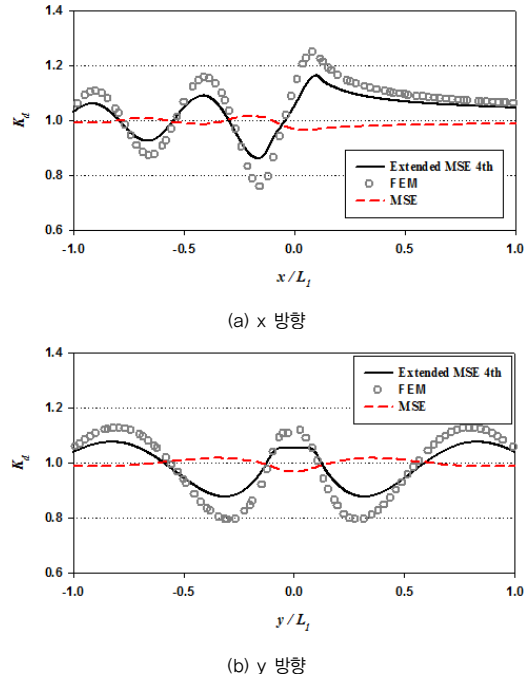 1.4
1.2
1.0
0.8
0.6
K_d
Extended MSE 4th
FEM
MSE
-1.0 -0.5 0.0 0.5 1.0
x / L_1
(a) x 방향
1.4
1.2
1.0
0.8
0.6
K_d
Extended MSE 4th
FEM
MSE
-1.0 -0.5 0.0 0.5 1.0
y / L_1
(b) y 방향